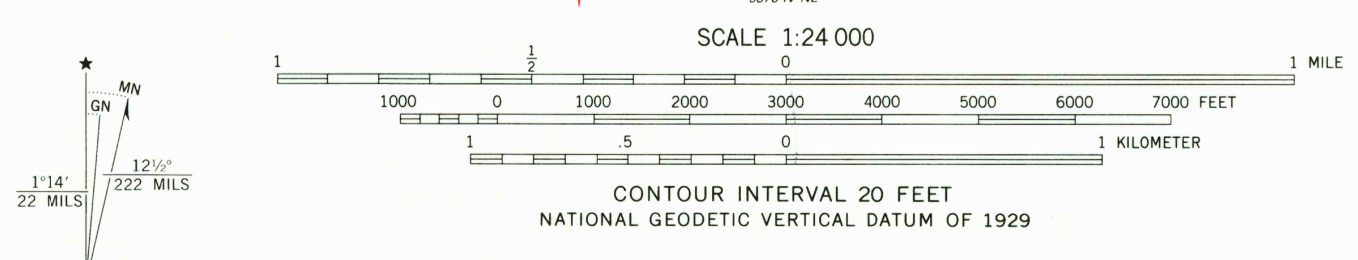 SCALE 1:24 000
1 1/2 0 1 MILE
1000 0 1000 2000 3000 4000 5000 6000 7000 FEET
1 .5 0 1 KILOMETER
CONTOUR INTERVAL 20 FEET
NATIONAL GEODETIC VERTICAL DATUM OF 1929
★
MN
GN
12½°
222 MILS
1°14′
22 MILS